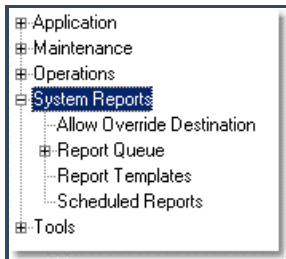 Application
Maintenance
Operations
System Reports
Allow Override Destination
Report Queue
Report Templates
Scheduled Reports
Tools